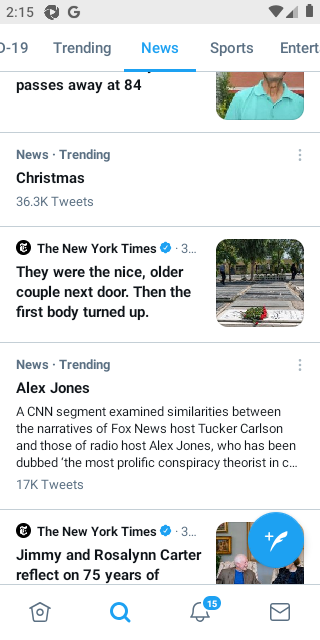 2:15
D-19 Trending News Sports Entert
passes away at 84
News · Trending
Christmas
36.3K Tweets
The New York Times · 3...
They were the nice, older
couple next door. Then the
first body turned up.
News · Trending
Alex Jones
A CNN segment examined similarities between
the narratives of Fox News host Tucker Carlson
and those of radio host Alex Jones, who has been
dubbed ‘the most prolific conspiracy theorist in c...
17K Tweets
The New York Times · 3...
Jimmy and Rosalynn Carter
reflect on 75 years of
15